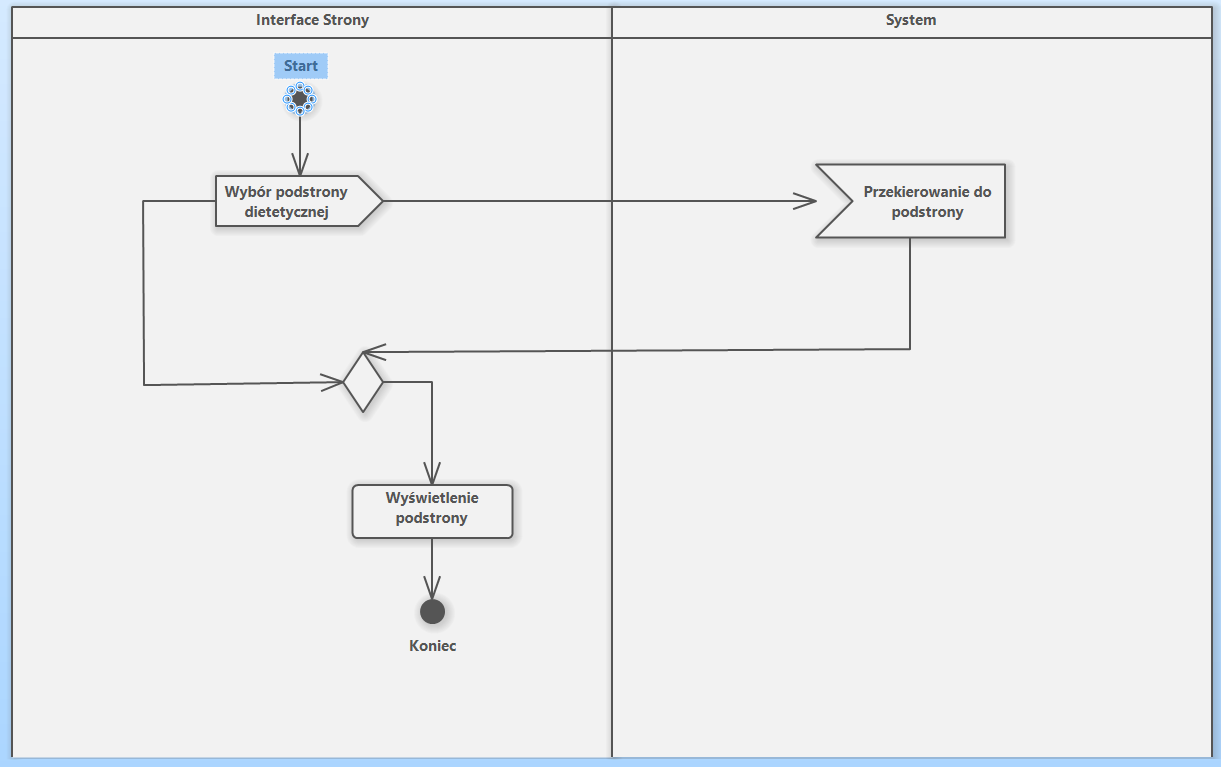 Interface Strony
System
Start
Wybór podstrony
dietetycznej
Przekierowanie do
podstrony
Wyświetlenie
podstrony
Koniec